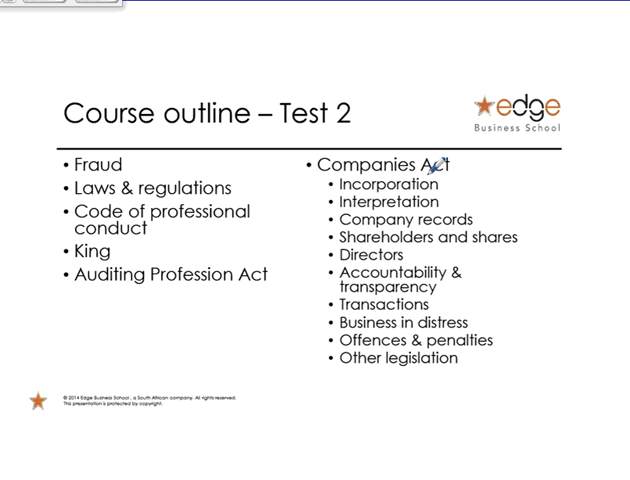 Course outline – Test 2
edge
Business School
• Fraud
• Laws & regulations
• Code of professional
conduct
• King
• Auditing Profession Act
• Companies Act
• Incorporation
• Interpretation
• Company records
• Shareholders and shares
• Directors
• Accountability &
transparency
• Transactions
• Business in distress
• Offences & penalties
• Other legislation
© 2014 Edge Business School, a South African company. All rights reserved.
This presentation is protected by copyright.